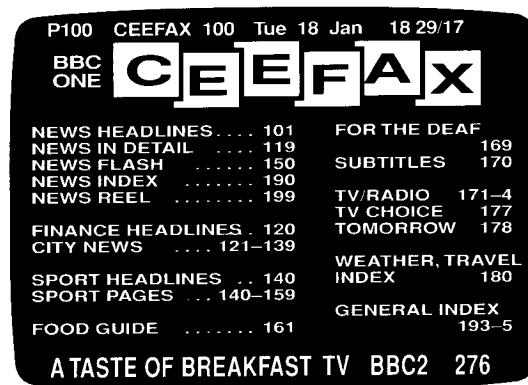 P100 CEEFAX 100 Tue 18 Jan 18 29/17
BBC
ONE
CEEFAX
NEWS HEADLINES.... 101
NEWS IN DETAIL .... 119
NEWS FLASH ...... 150
NEWS INDEX ....... 190
NEWS REEL ....... 199
FINANCE HEADLINES. 120
CITY NEWS .... 121–139
SPORT HEADLINES .. 140
SPORT PAGES ... 140–159
FOOD GUIDE ....... 161
FOR THE DEAF
169
SUBTITLES 170
TV/RADIO 171–4
TV CHOICE 177
TOMORROW 178
WEATHER, TRAVEL
INDEX 180
GENERAL INDEX
193–5
A TASTE OF BREAKFAST TV BBC2 276